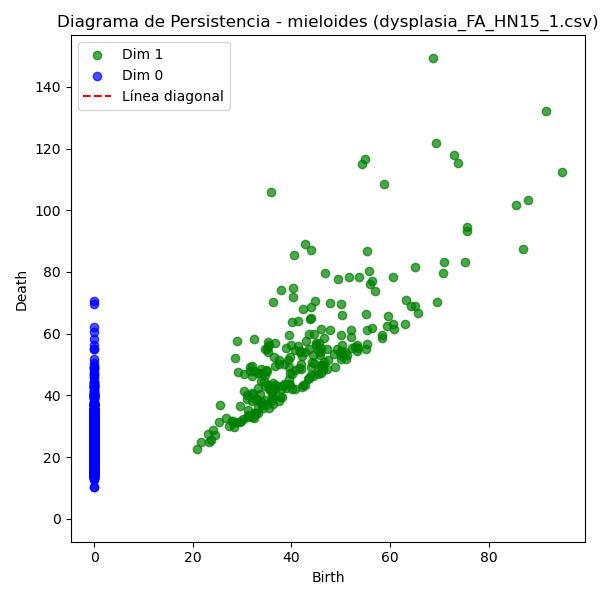 Diagrama de Persistencia - mieloides (dysplasia_FA_HN15_1.csv)
Dim 1
Dim 0
Línea diagonal
Death
140
120
100
80
60
40
20
0
0 20 40 60 80
Birth